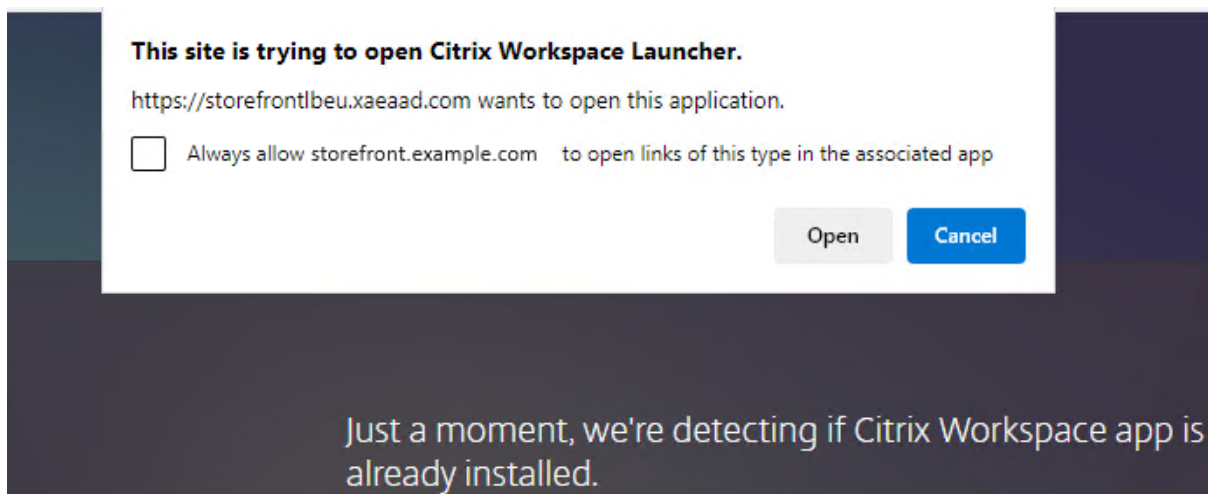 This site is trying to open Citrix Workspace Launcher.
https://storefrontlbeu.xaeaad.com wants to open this application.
Always allow storefront.example.com to open links of this type in the associated app
Open Cancel
Just a moment, we're detecting if Citrix Workspace app is
already installed.